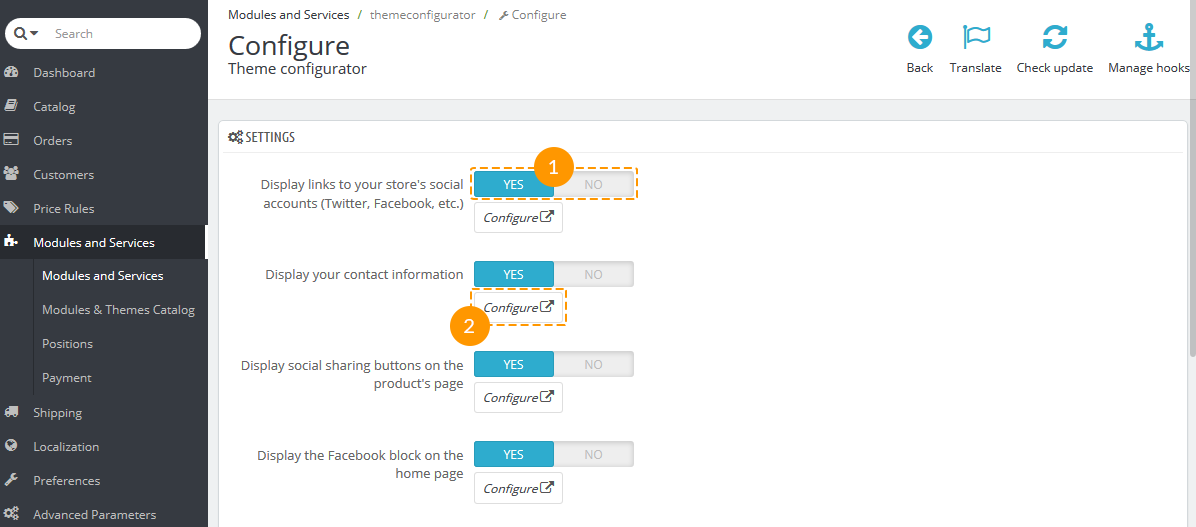 Search
Dashboard
Catalog
Orders
Customers
Price Rules
Modules and Services
Modules and Services
Modules & Themes Catalog
Positions
Payment
Shipping
Localization
Preferences
Advanced Parameters
Modules and Services / themeconfigurator / Configure
Configure
Theme configurator
Back Translate Check update Manage hooks
SETTINGS
1
Display links to your store's social
accounts (Twitter, Facebook, etc.)
YES NO
Configure
Display your contact information
YES NO
Configure
2
Display social sharing buttons on the
product's page
YES NO
Configure
Display the Facebook block on the
home page
YES NO
Configure